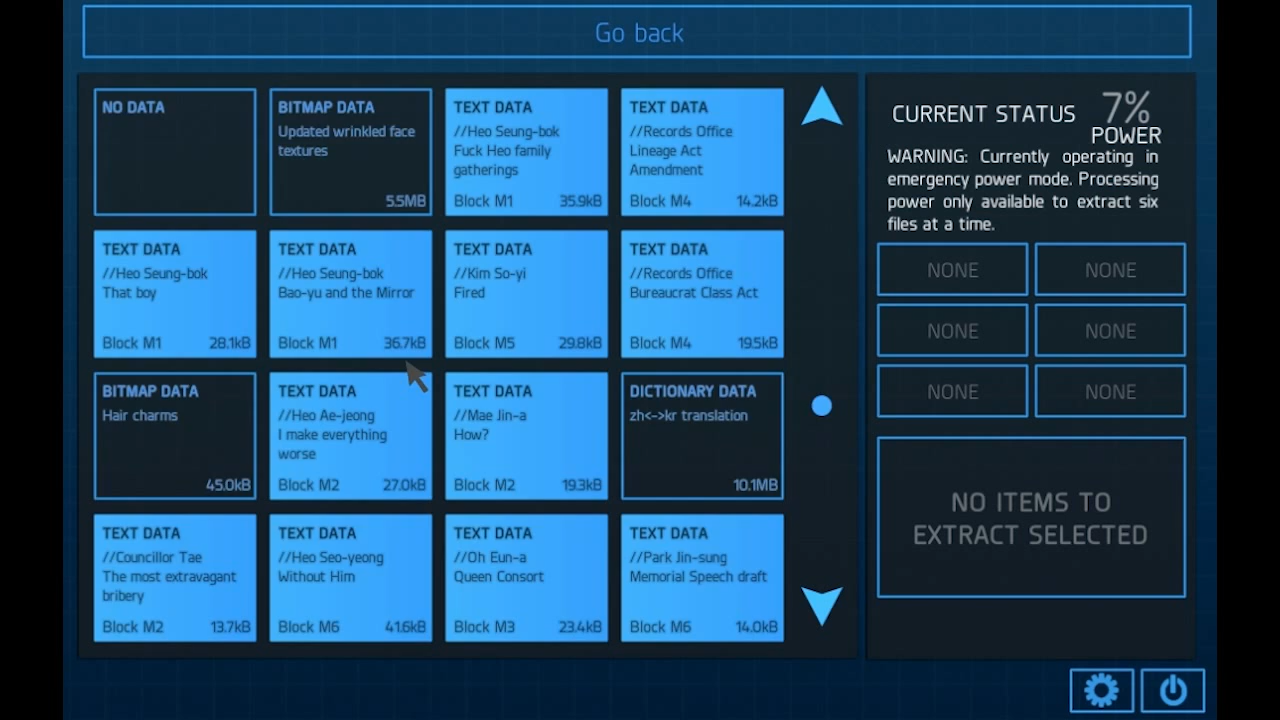 Go back
NO DATA
BITMAP DATA
Updated wrinkled face
textures
5.5MB
TEXT DATA
//Heo Seung-bok
Fuck Heo family
gatherings
Block M1 35.9kB
TEXT DATA
//Records Office
Lineage Act
Amendment
Block M4 14.2kB
TEXT DATA
//Heo Seung-bok
That boy
Block M1 28.1kB
TEXT DATA
//Heo Seung-bok
Bao-yu and the Mirror
Block M1 36.7kB
TEXT DATA
//Kim So-yi
Fired
Block M5 29.8kB
TEXT DATA
//Records Office
Bureaucrat Class Act
Block M4 19.5kB
BITMAP DATA
Hair charms
45.0kB
TEXT DATA
//Heo Ae-jeong
I make everything
worse
Block M2 27.0kB
TEXT DATA
//Mae Jin-a
How?
Block M2 19.3kB
DICTIONARY DATA
zh<->kr translation
10.1MB
TEXT DATA
//Councillor Tae
The most extravagant
bribery
Block M2 13.7kB
TEXT DATA
//Heo Seo-yeong
Without Him
Block M6 41.6kB
TEXT DATA
//Oh Eun-a
Queen Consort
Block M3 23.4kB
TEXT DATA
//Park Jin-sung
Memorial Speech draft
Block M6 14.0kB
CURRENT STATUS 7%
POWER
WARNING: Currently operating in
emergency power mode. Processing
power only available to extract six
files at a time.
NONE NONE
NONE NONE
NONE NONE
NO ITEMS TO
EXTRACT SELECTED